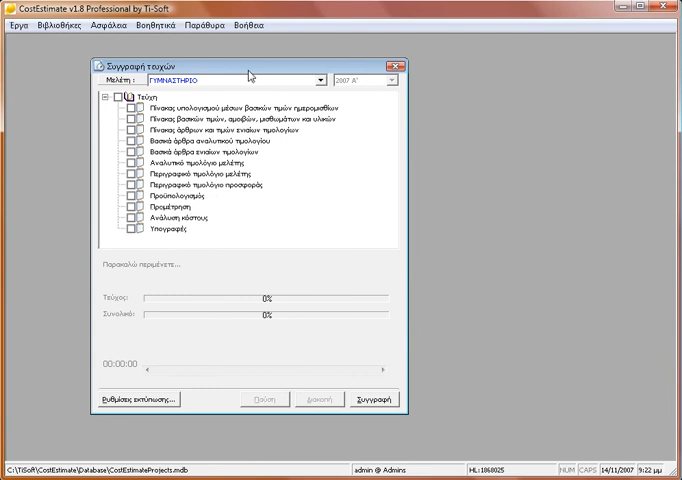 CostEstimate v1.8 Professional by Ti-Soft
Έργα Βιβλιοθήκες Ασφάλεια Βοηθητικά Παράθυρα Βοήθεια
Συγγραφή τευχών
Μελέτη : ΓΥΜΝΑΣΤΗΡΙΟ 2007 Α'
Τεύχη
Πίνακας υπολογισμού μέσων βασικών τιμών ημερομισθίων
Πίνακας βασικών τιμών, αμοιβών, μισθωμάτων και υλικών
Πίνακας άρθρων και τιμών ενιαίων τιμολογίων
Βασικά άρθρα αναλυτικού τιμολογίου
Βασικά άρθρα ενιαίων τιμολογίων
Αναλυτικό τιμολόγιο μελέτης
Περιγραφικό τιμολόγιο μελέτης
Περιγραφικό τιμολόγιο προσφοράς
Προϋπολογισμός
Προμέτρηση
Ανάλυση κόστους
Υπογραφές
Παρακαλώ περιμένετε...
Τεύχος: 0%
Συνολικό: 0%
00:00:00
Ρυθμίσεις εκτύπωσης... Παύση Διακοπή Συγγραφή
C:\TiSoft\CostEstimate\Database\CostEstimateProjects.mdb admin @ Admins HL:1868025 NUM CAPS 14/11/2007 9:22 μμ